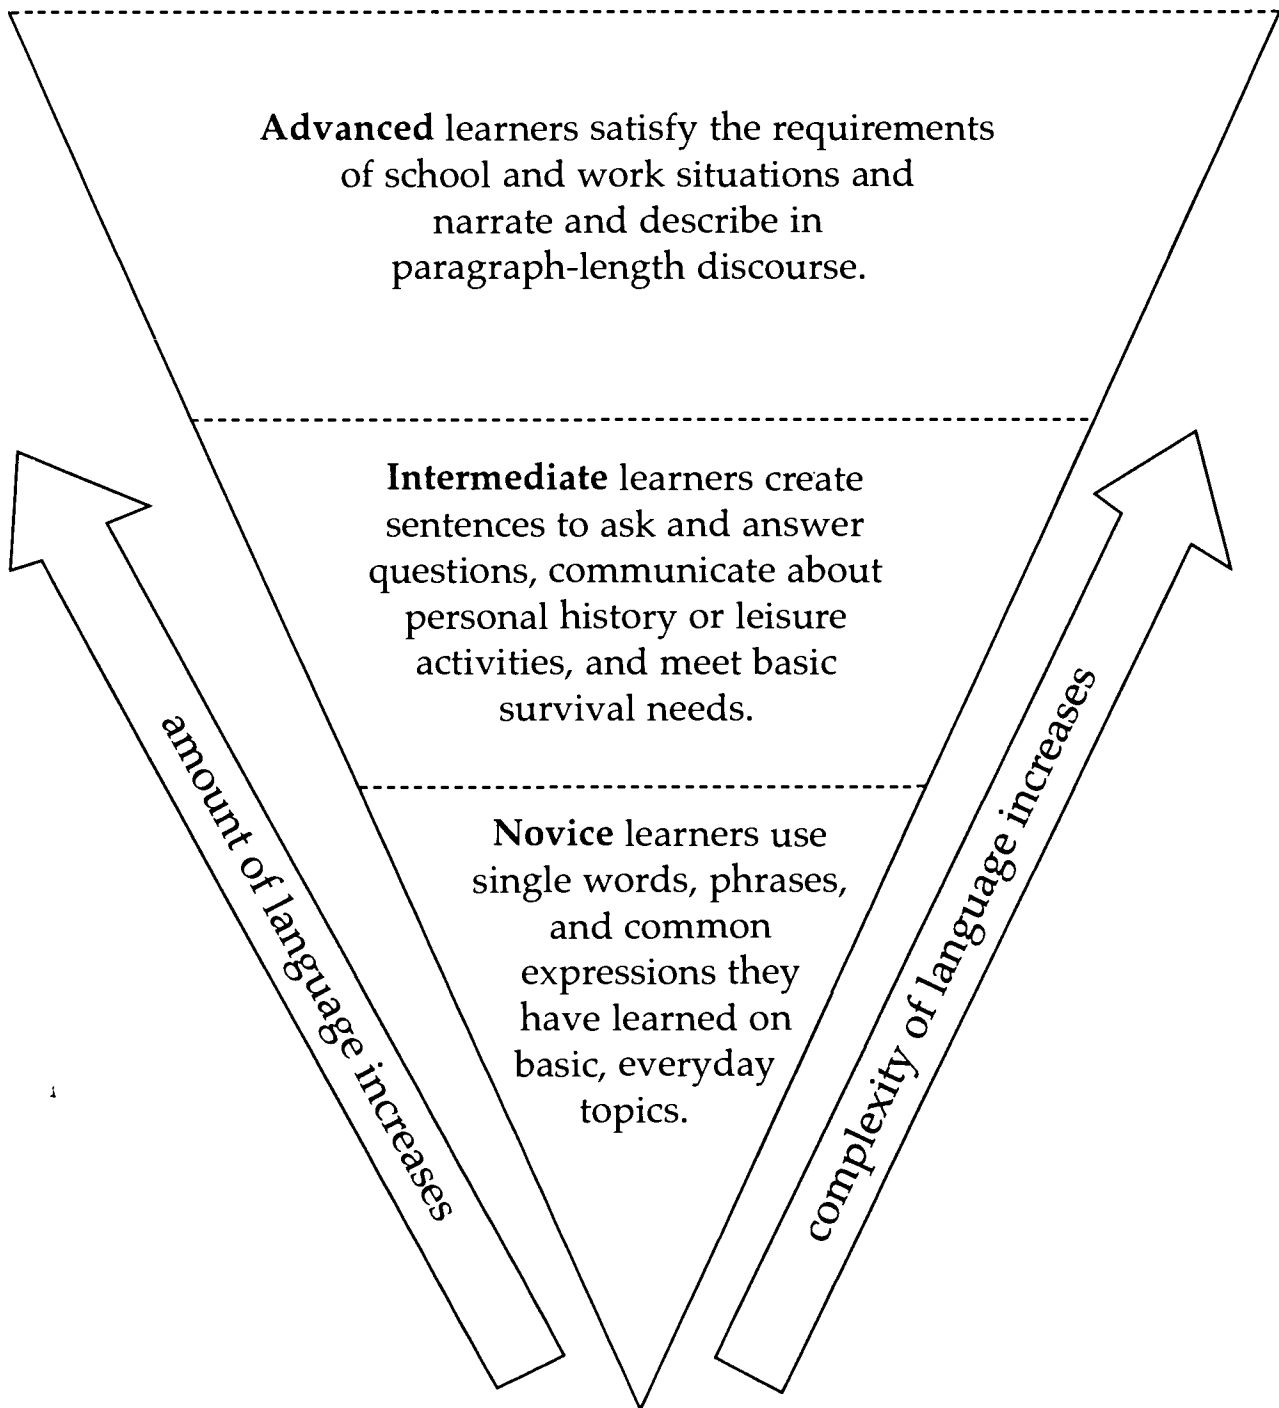 Advanced learners satisfy the requirements
of school and work situations and
narrate and describe in
paragraph-length discourse.
Intermediate learners create
sentences to ask and answer
questions, communicate about
personal history or leisure
activities, and meet basic
survival needs.
Novice learners use
single words, phrases,
and common
expressions they
have learned on
basic, everyday
topics.
amount of language increases
complexity of language increases